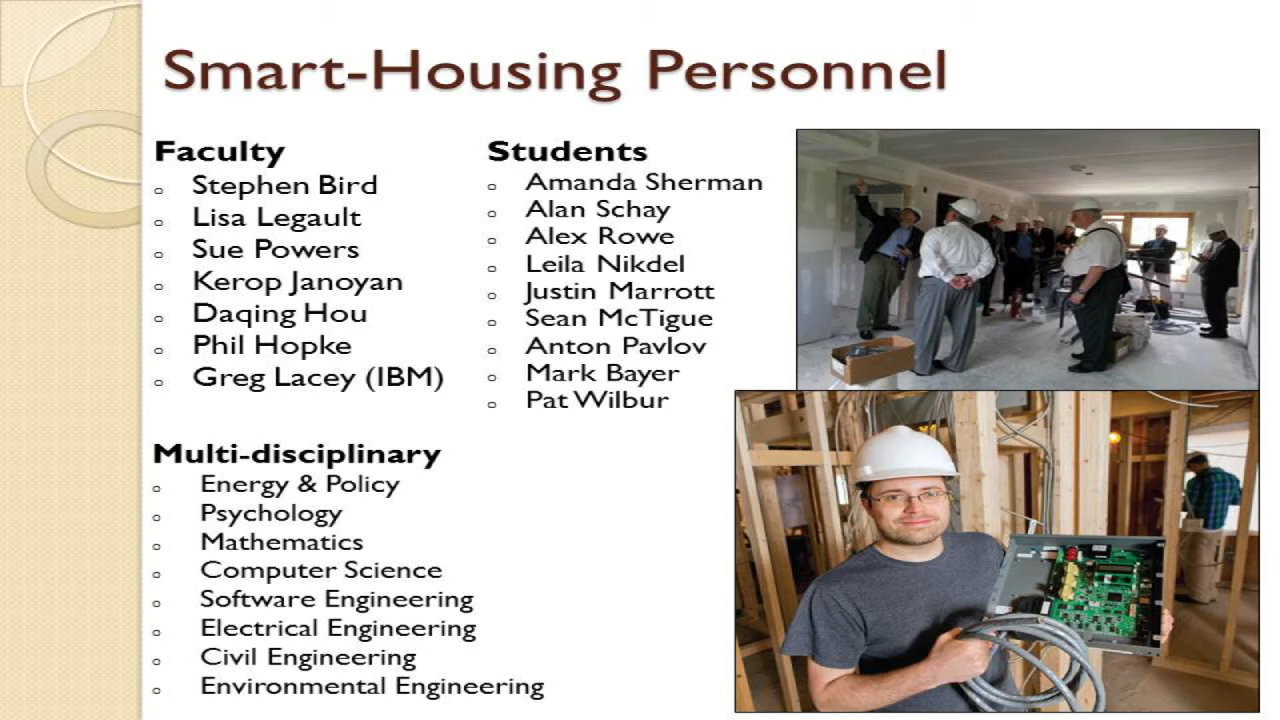 Smart-Housing Personnel
Faculty
Stephen Bird
Lisa Legault
Sue Powers
Kerop Janoyan
Daqing Hou
Phil Hopke
Greg Lacey (IBM)
Students
Amanda Sherman
Alan Schay
Alex Rowe
Leila Nikdel
Justin Marrott
Sean McTigue
Anton Pavlov
Mark Bayer
Pat Wilbur
Multi-disciplinary
Energy & Policy
Psychology
Mathematics
Computer Science
Software Engineering
Electrical Engineering
Civil Engineering
Environmental Engineering